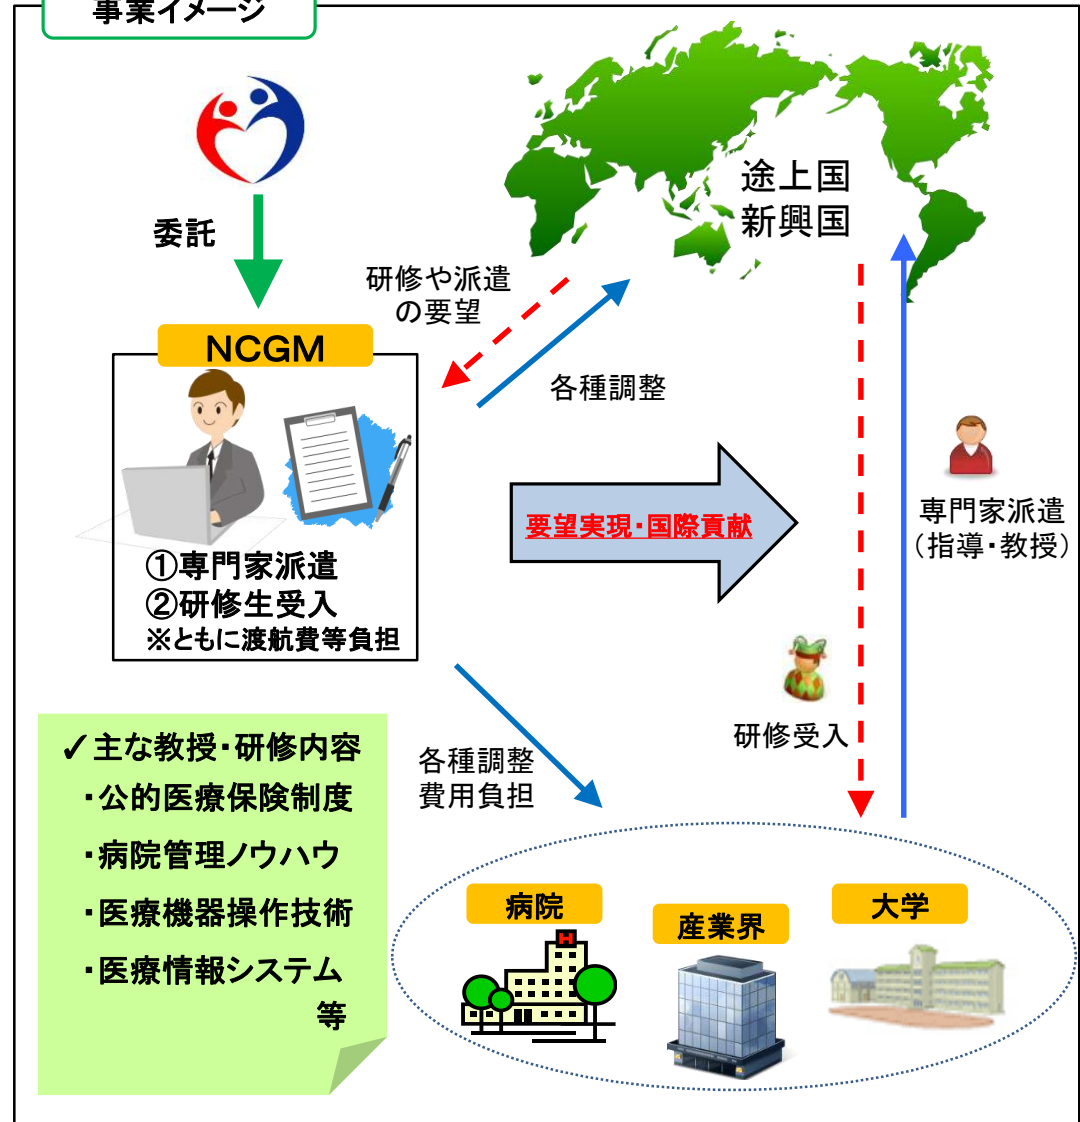 事業イメージ
委託
途上国
新興国
研修や派遣
の要望
各種調整
NCGM
①専門家派遣
②研修生受入
※ともに渡航費等負担
要望実現・国際貢献
専門家派遣
（指導・教授）
研修受入
各種調整
費用負担
✓主な教授・研修内容
・公的医療保険制度
・病院管理ノウハウ
・医療機器操作技術
・医療情報システム
等
病院
産業界
大学
H